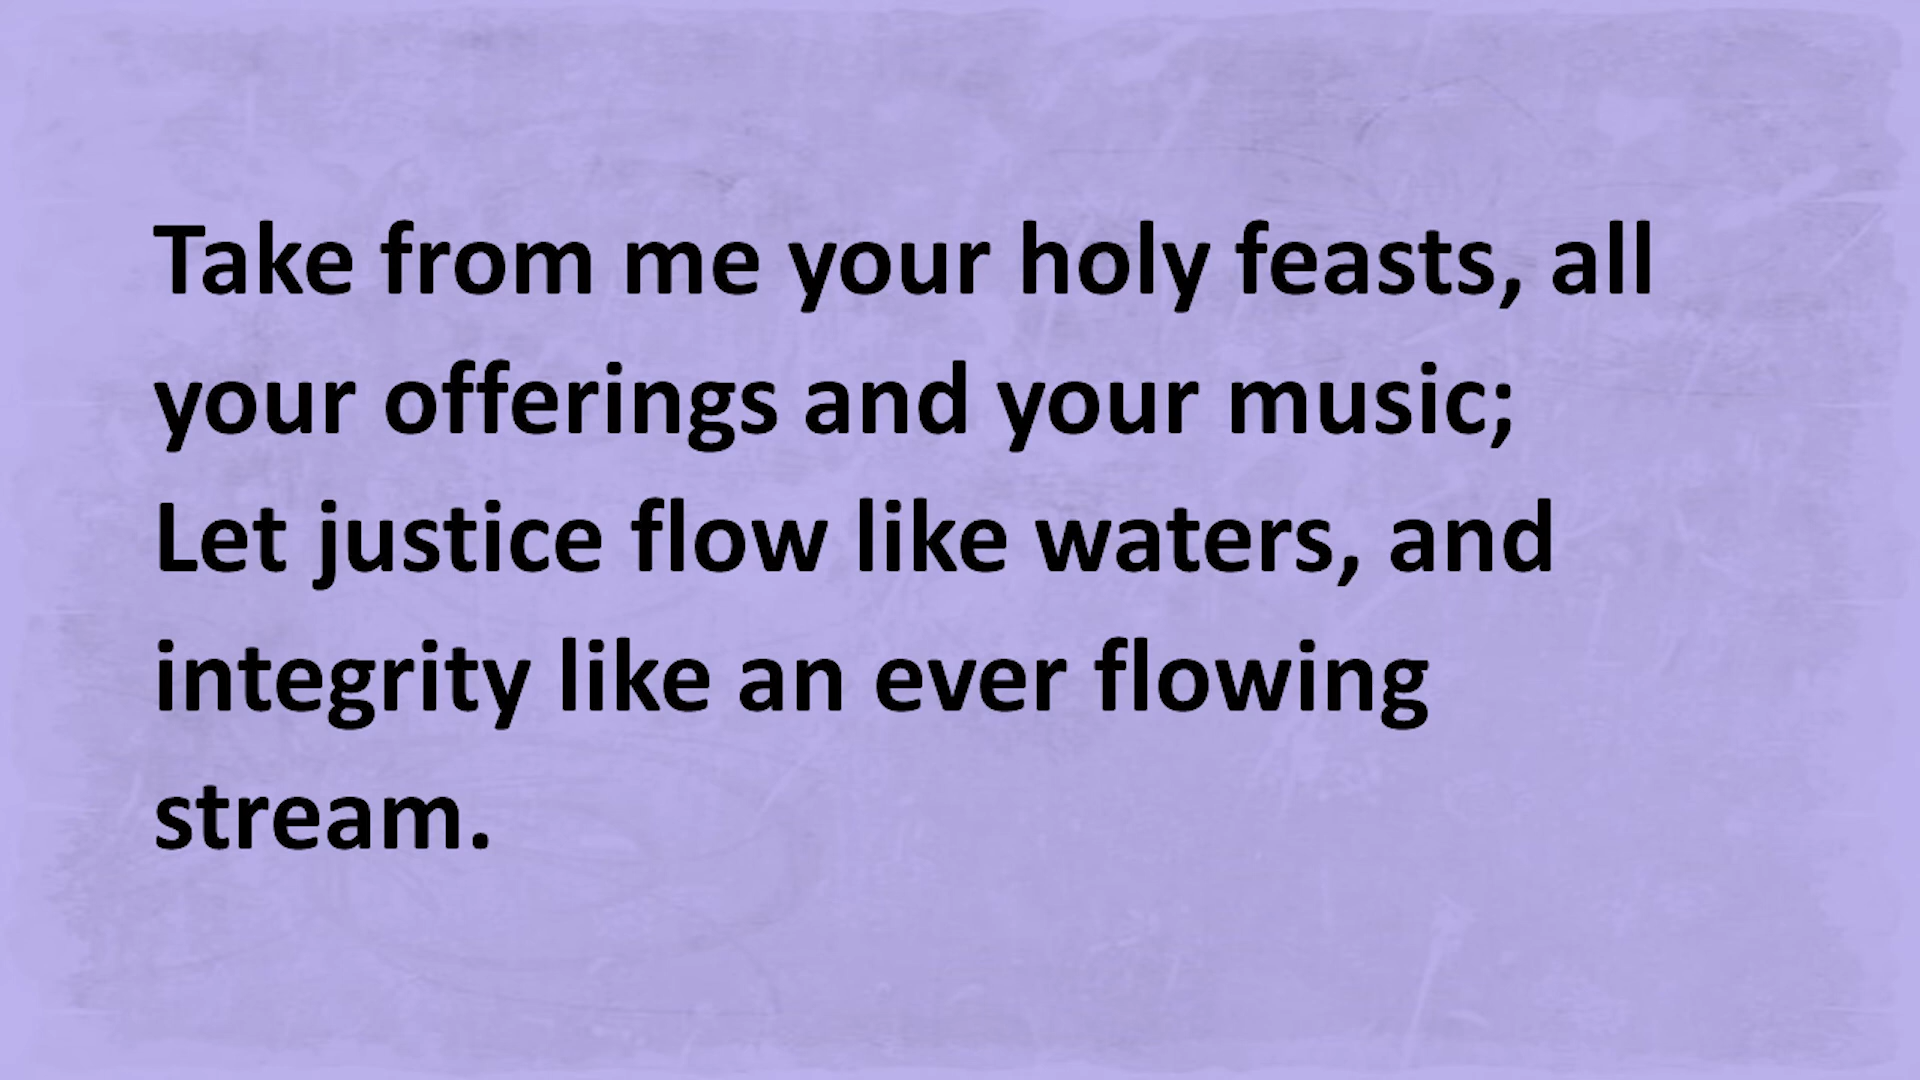 Take from me your holy feasts, all
your offerings and your music;
Let justice flow like waters, and
integrity like an ever flowing
stream.